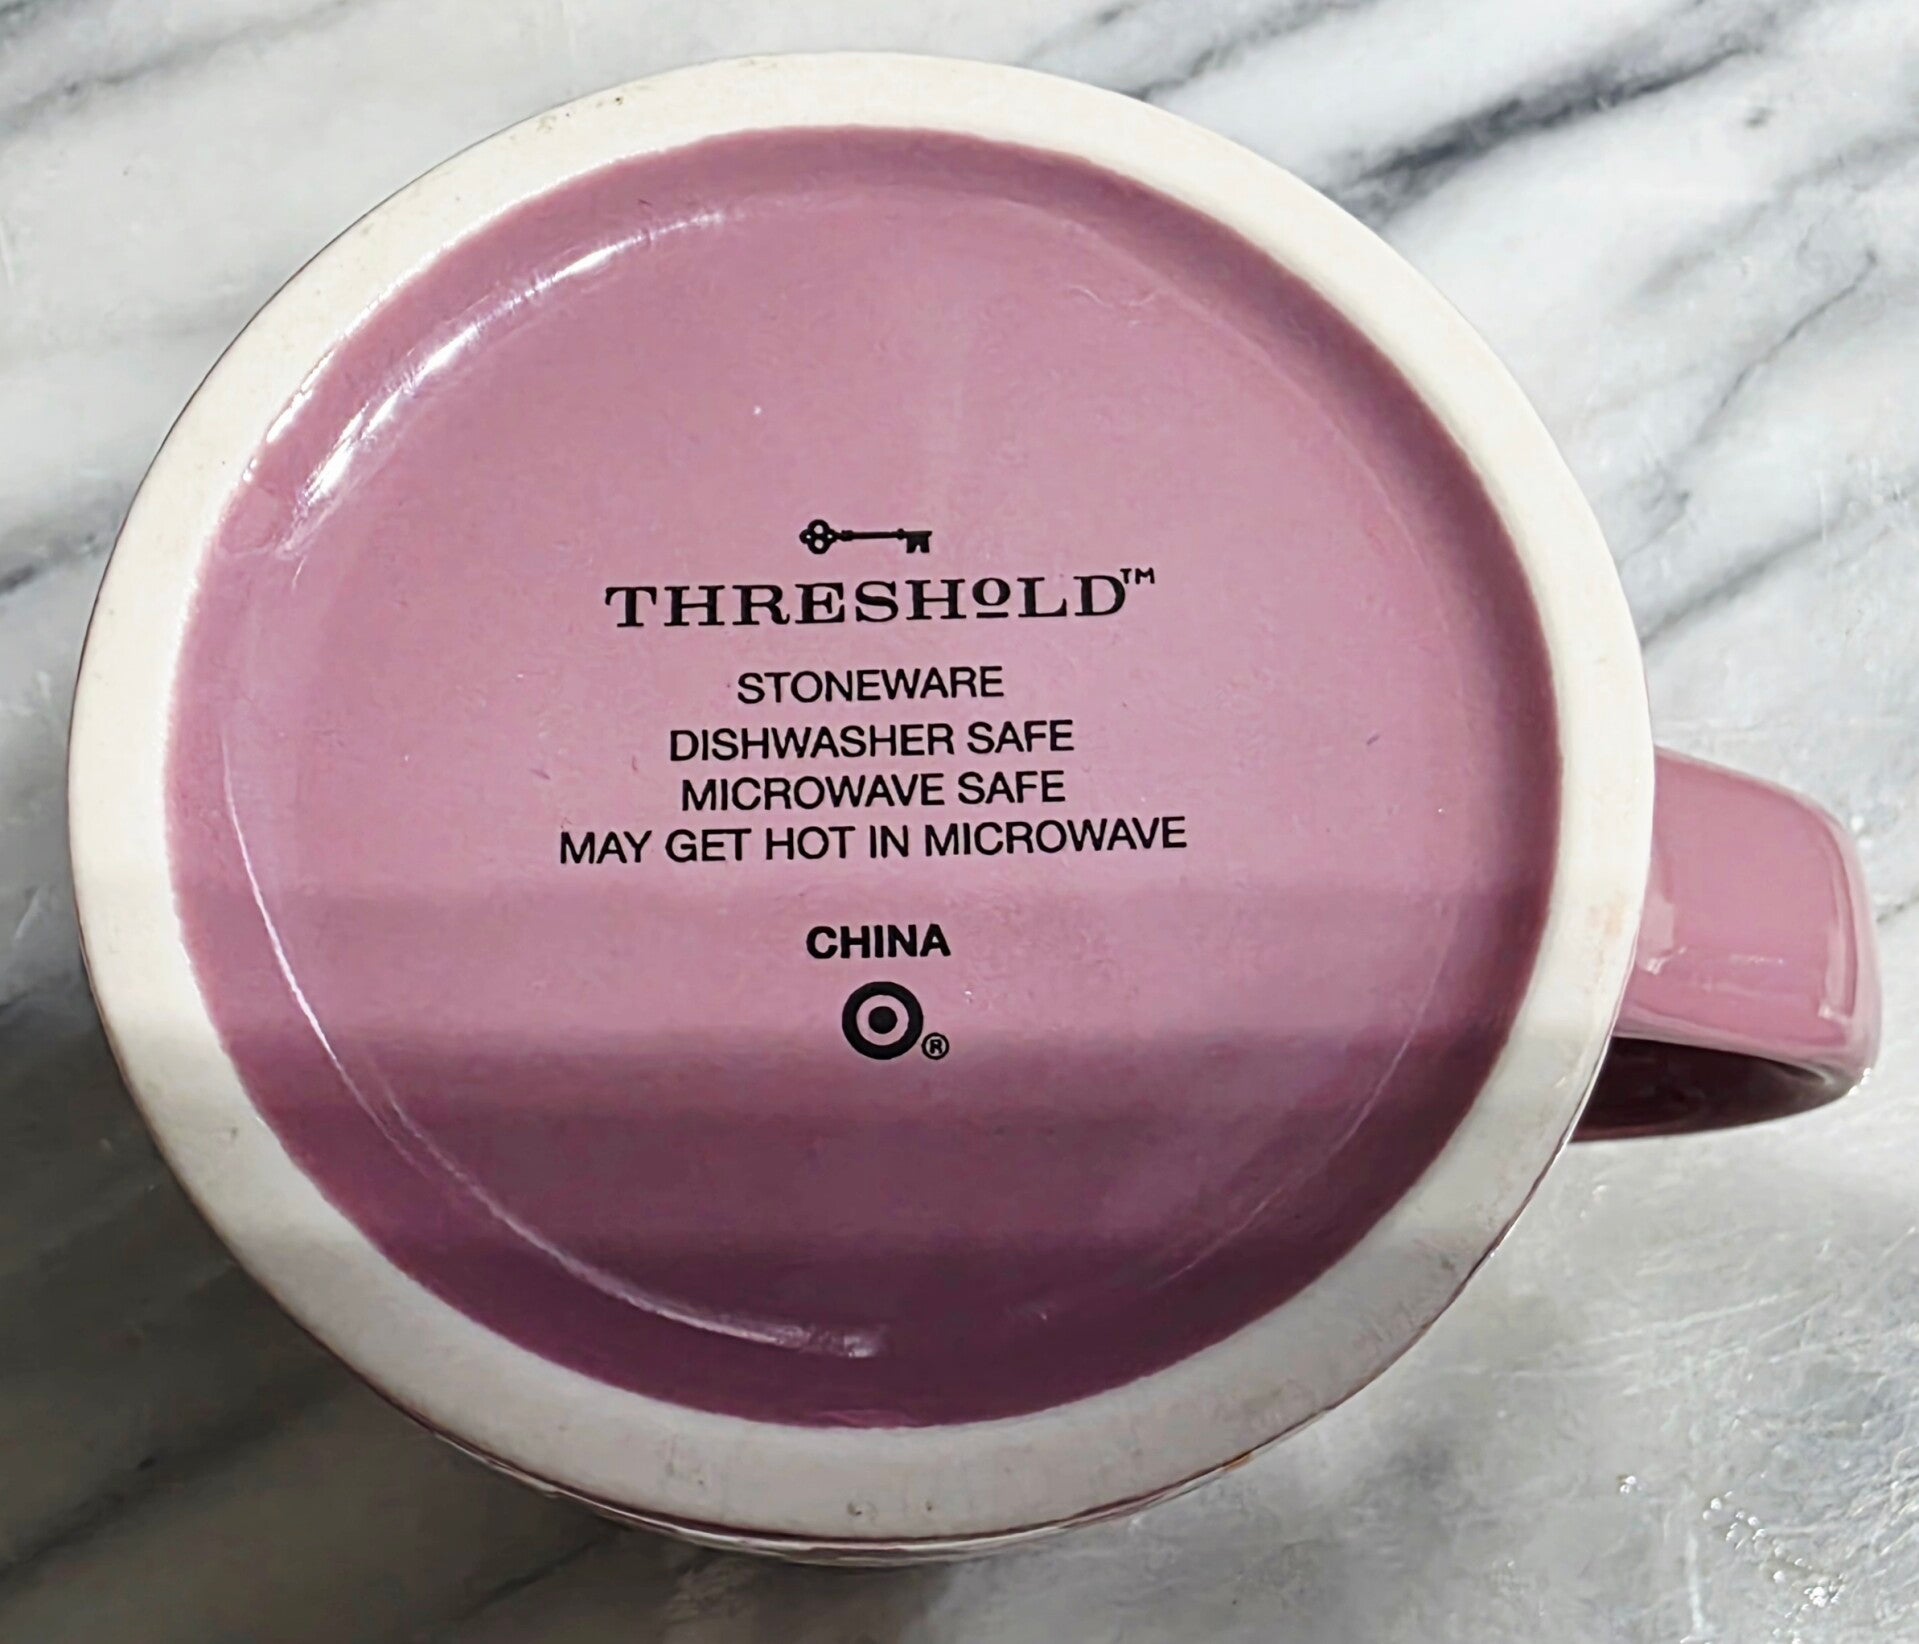 THRESHOLD™
STONEWARE
DISHWASHER SAFE
MICROWAVE SAFE
MAY GET HOT IN MICROWAVE
CHINA
®